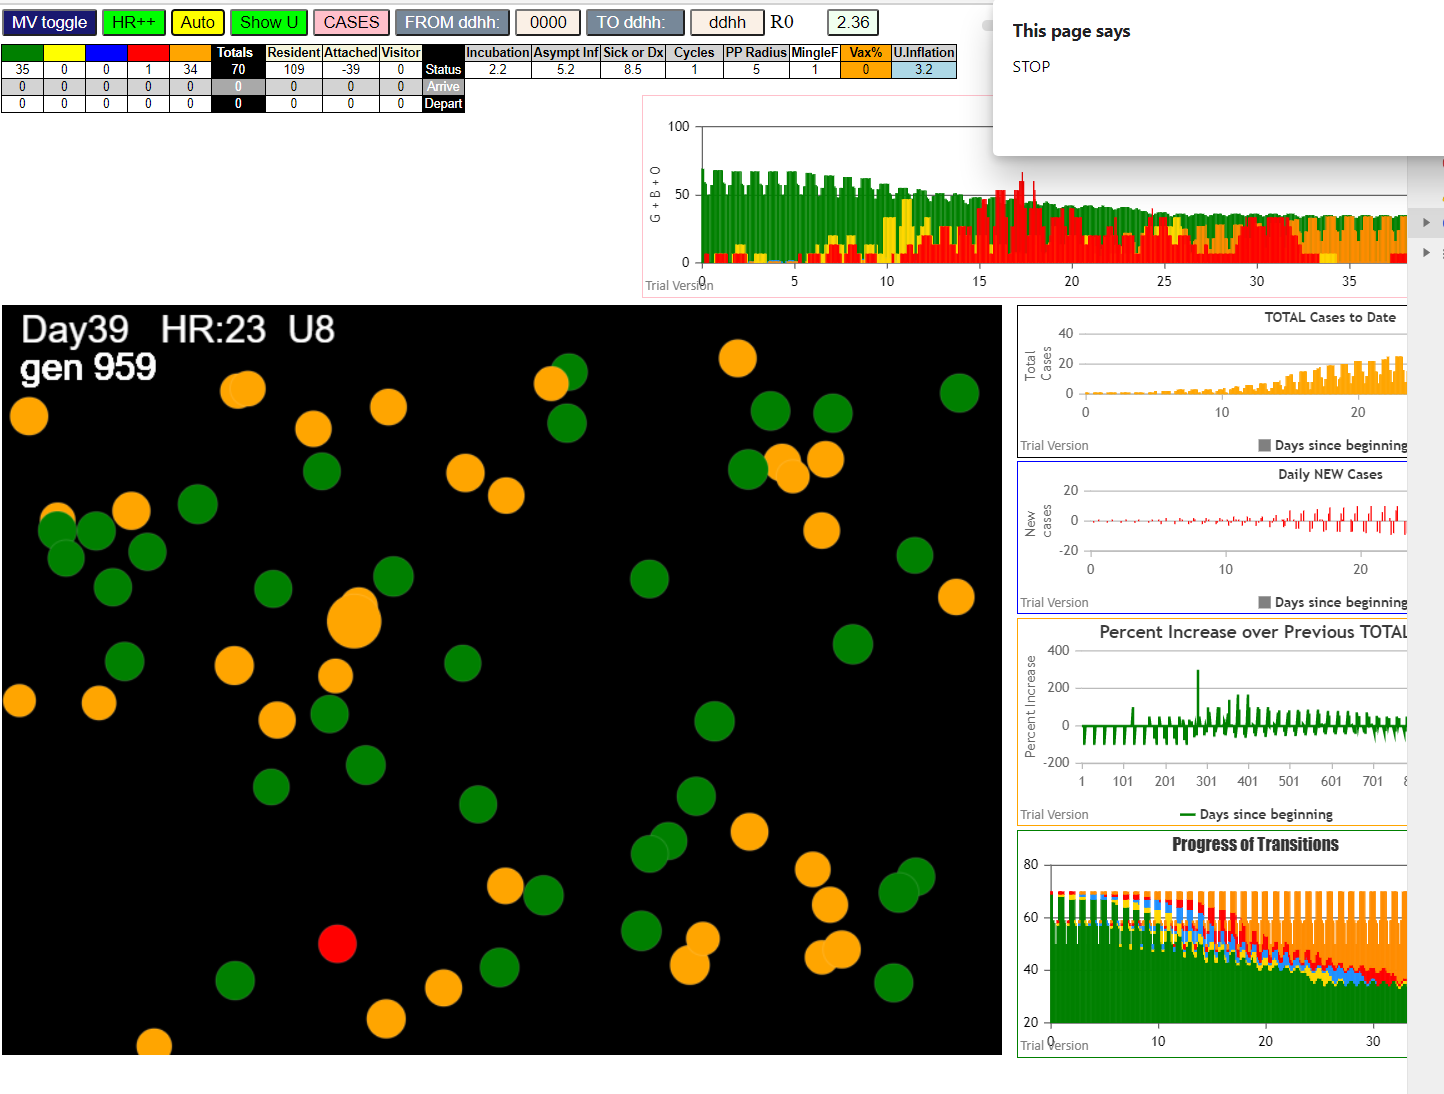 MV toggle HR++ Auto Show U CASES FROM ddhh: 0000 TO ddhh: ddhh R0 2.36
This page says
STOP
Totals Resident Attached Visitor Incubation Asympt Inf Sick or Dx Cycles PP Radius MingleF Vax% U.Inflation
35 0 0 1 34 70 109 -39 0 Status 2.2 5.2 8.5 1 5 1 0 3.2
0 0 0 0 0 0 0 0 0 Arrive
0 0 0 0 0 0 0 0 0 Depart
G + B + O
100
50
0
0 5 10 15 20 25 30 35
Trial Version
Day39 HR:23 U8
gen 959
TOTAL Cases to Date
Total
Cases
40
20
0
0 10 20
Trial Version
Days since beginning
Daily NEW Cases
New
cases
20
0
-20
0 10 20
Trial Version
Days since beginning
Percent Increase over Previous TOTAL
Percent Increase
400
200
0
-200
1 101 201 301 401 501 601 701 8
Trial Version
Days since beginning
Progress of Transitions
80
60
40
20
0 10 20 30
Trial Version